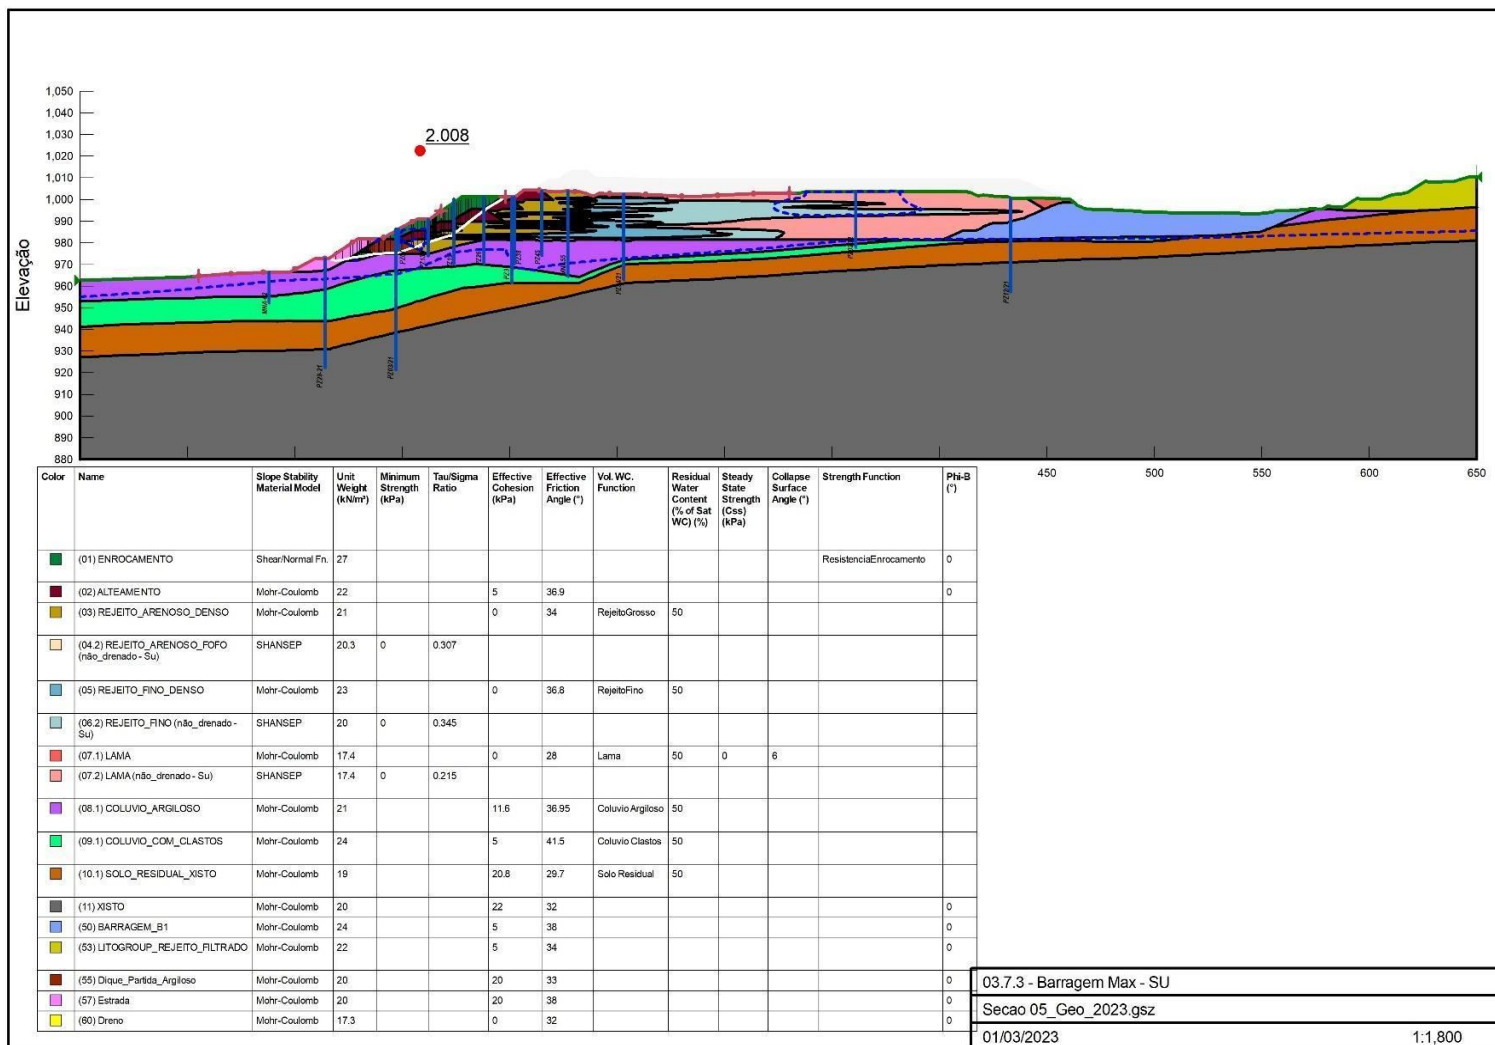 1,050
1,040
1,030
1,020
1,010
1,000
990
980
970
960
950
940
930
920
910
900
890
880
Elevação
2.008
450
500
550
600
650
Color Name Slope Stability Material Model Unit Weight (kN/m³) Minimum Strength (kPa) Tau/Sigma Ratio Effective Cohesion (kPa) Effective Friction Angle (°) Vol. WC. Function Residual Water Content (% of Sat WC) (%) Steady State Strength (Css) (kPa) Collapse Surface Angle (°) Strength Function Phi-B (°)
(01) ENROCAMENTO Shear/Normal Fn. 27 ResistenciaEnrocamento 0
(02) ALTEAMENTO Mohr-Coulomb 22 5 36.9 0
(03) REJEITO_ARENOSO_DENSO Mohr-Coulomb 21 0 34 RejeitoGrosso 50
(04.2) REJEITO_ARENOSO_FOFO (não_drenado - Su) SHANSEP 20.3 0 0.307
(05) REJEITO_FINO_DENSO Mohr-Coulomb 23 0 36.8 RejeitoFino 50
(06.2) REJEITO_FINO (não_drenado - Su) SHANSEP 20 0 0.345
(07.1) LAMA Mohr-Coulomb 17.4 0 28 Lama 50 0 6
(07.2) LAMA (não_drenado - Su) SHANSEP 17.4 0 0.215
(08.1) COLUVIO_ARGILOSO Mohr-Coulomb 21 11.6 36.95 Coluvio Argiloso 50
(09.1) COLUVIO_COM_CLASTOS Mohr-Coulomb 24 5 41.5 Coluvio Clastos 50
(10.1) SOLO_RESIDUAL_XISTO Mohr-Coulomb 19 20.8 29.7 Solo Residual 50
(11) XISTO Mohr-Coulomb 20 22 32 0
(50) BARRAGEM_B1 Mohr-Coulomb 24 5 38 0
(53) LITOGROUP_REJEITO_FILTRADO Mohr-Coulomb 22 5 34 0
(55) Dique_Partida_Argiloso Mohr-Coulomb 20 20 33 0
(57) Estrada Mohr-Coulomb 20 20 38 0
(60) Dreno Mohr-Coulomb 17.3 0 32 0
03.7.3 - Barragem Max - SU
Secao 05_Geo_2023.gsz
01/03/2023 1:1,800